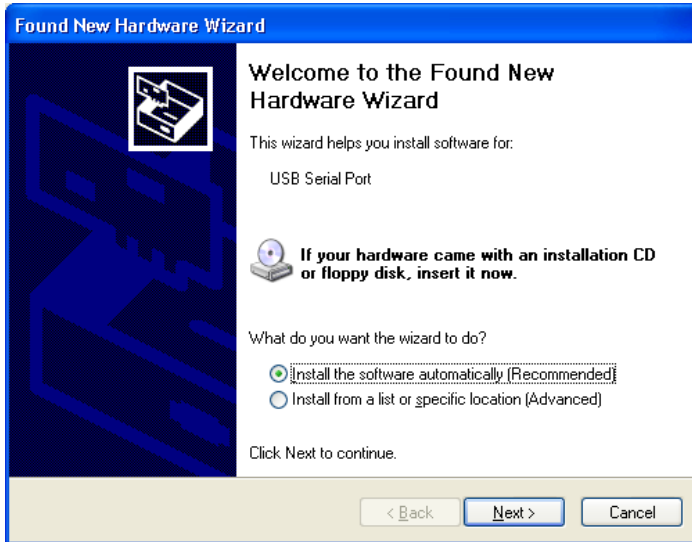 Found New Hardware Wizard
Welcome to the Found New
Hardware Wizard
This wizard helps you install software for:
USB Serial Port
If your hardware came with an installation CD
or floppy disk, insert it now.
What do you want the wizard to do?
Install the software automatically (Recommended)
Install from a list or specific location (Advanced)
Click Next to continue.
< Back
Next >
Cancel